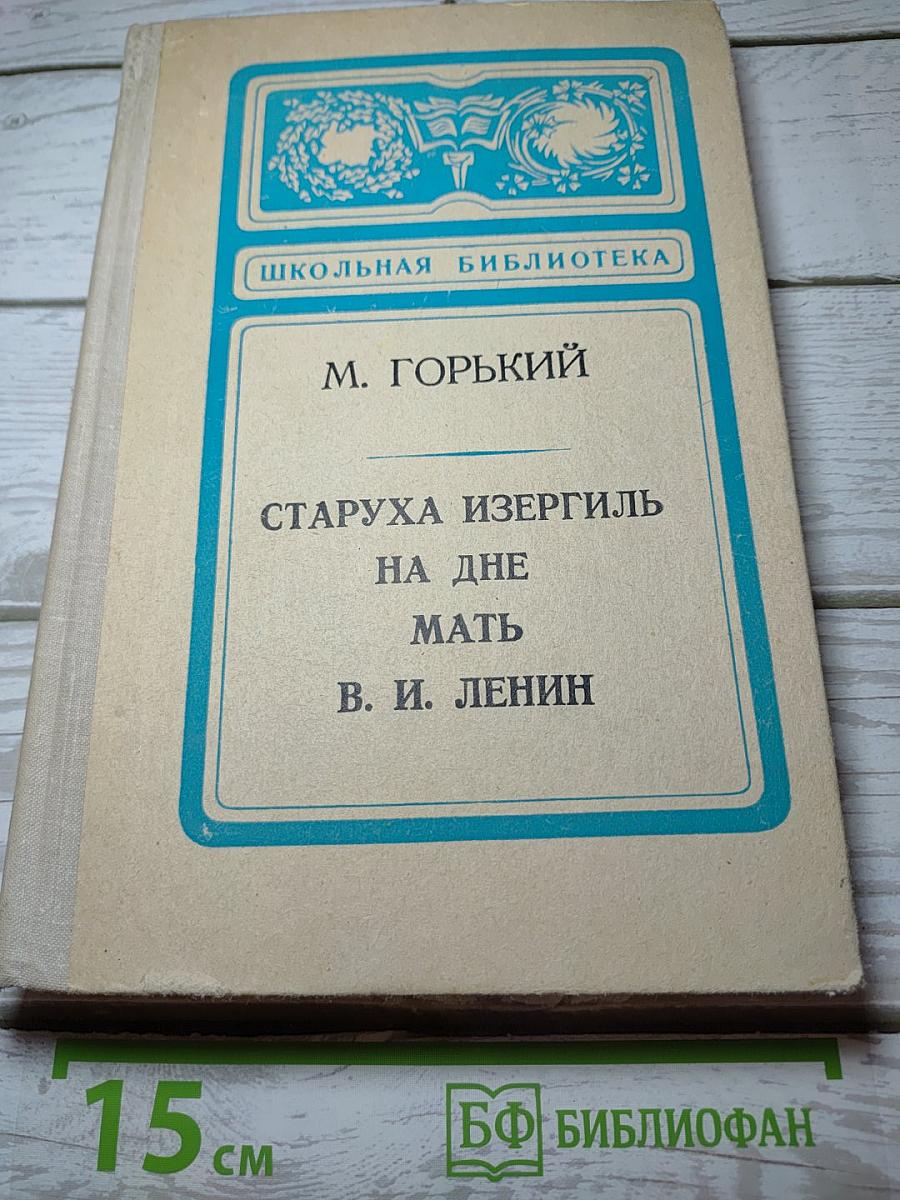 ШКОЛЬНАЯ БИБЛИОТЕКА
М. ГОРЬКИЙ
СТАРУХА ИЗЕРГИЛЬ
НА ДНЕ
МАТЬ
В. И. ЛЕНИН
15 см
БФ БИБЛИОФАН